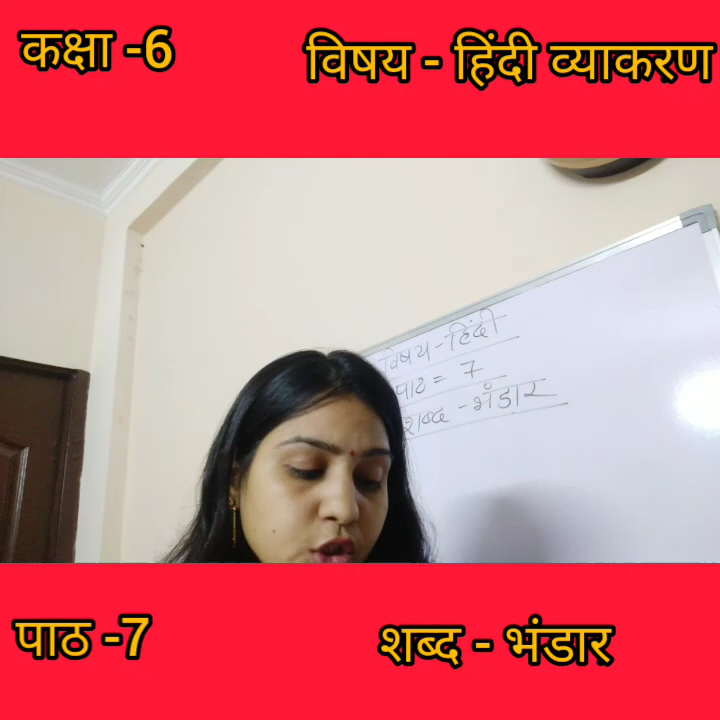 कक्षा -6
विषय - हिंदी व्याकरण
विषय - हिंदी
पाठ = 7
शब्द - भँडार
पाठ -7
शब्द - भंडार